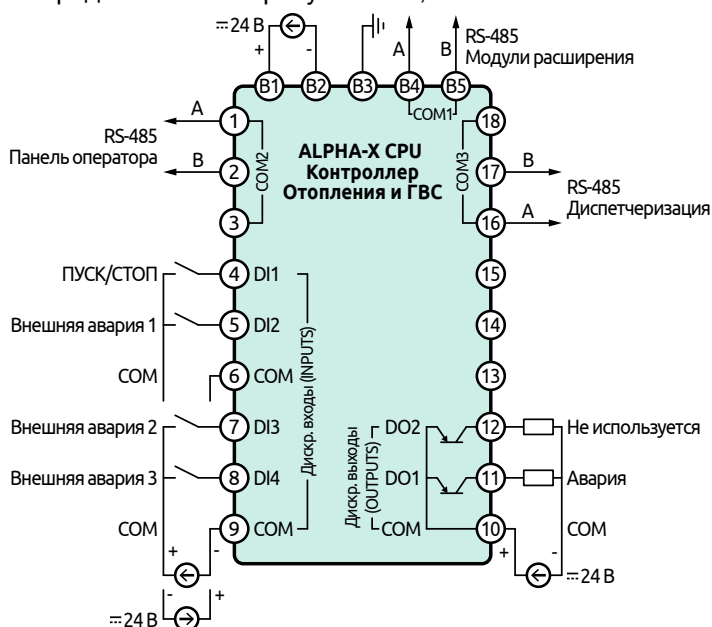 ⎓24 В
+
-
A
B
RS-485
Модули расширения
B1
B2
B3
B4
B5
COM1
A
RS-485
Панель оператора
B
1
2
3
COM2
ALPHA-X CPU
Контроллер
Отопления и ГВС
COM3
18
17
16
B
RS-485
Диспетчеризация
A
ПУСК/СТОП
4
DI1
15
Внешняя авария 1
5
DI2
14
COM
6
COM
13
Дискр. входы (INPUTS)
Внешняя авария 2
7
DI3
Внешняя авария 3
8
DI4
COM
9
COM
Дискр. выходы
(OUTPUTS)
DO2
12
Не используется
DO1
11
Авария
COM
10
COM
+
-
-
+
⎓24 В
+
-
⎓24 В